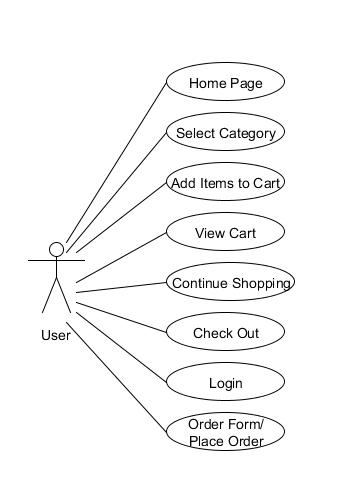 Home Page
Select Category
Add Items to Cart
View Cart
Continue Shopping
User
Check Out
Login
Order Form/
Place Order